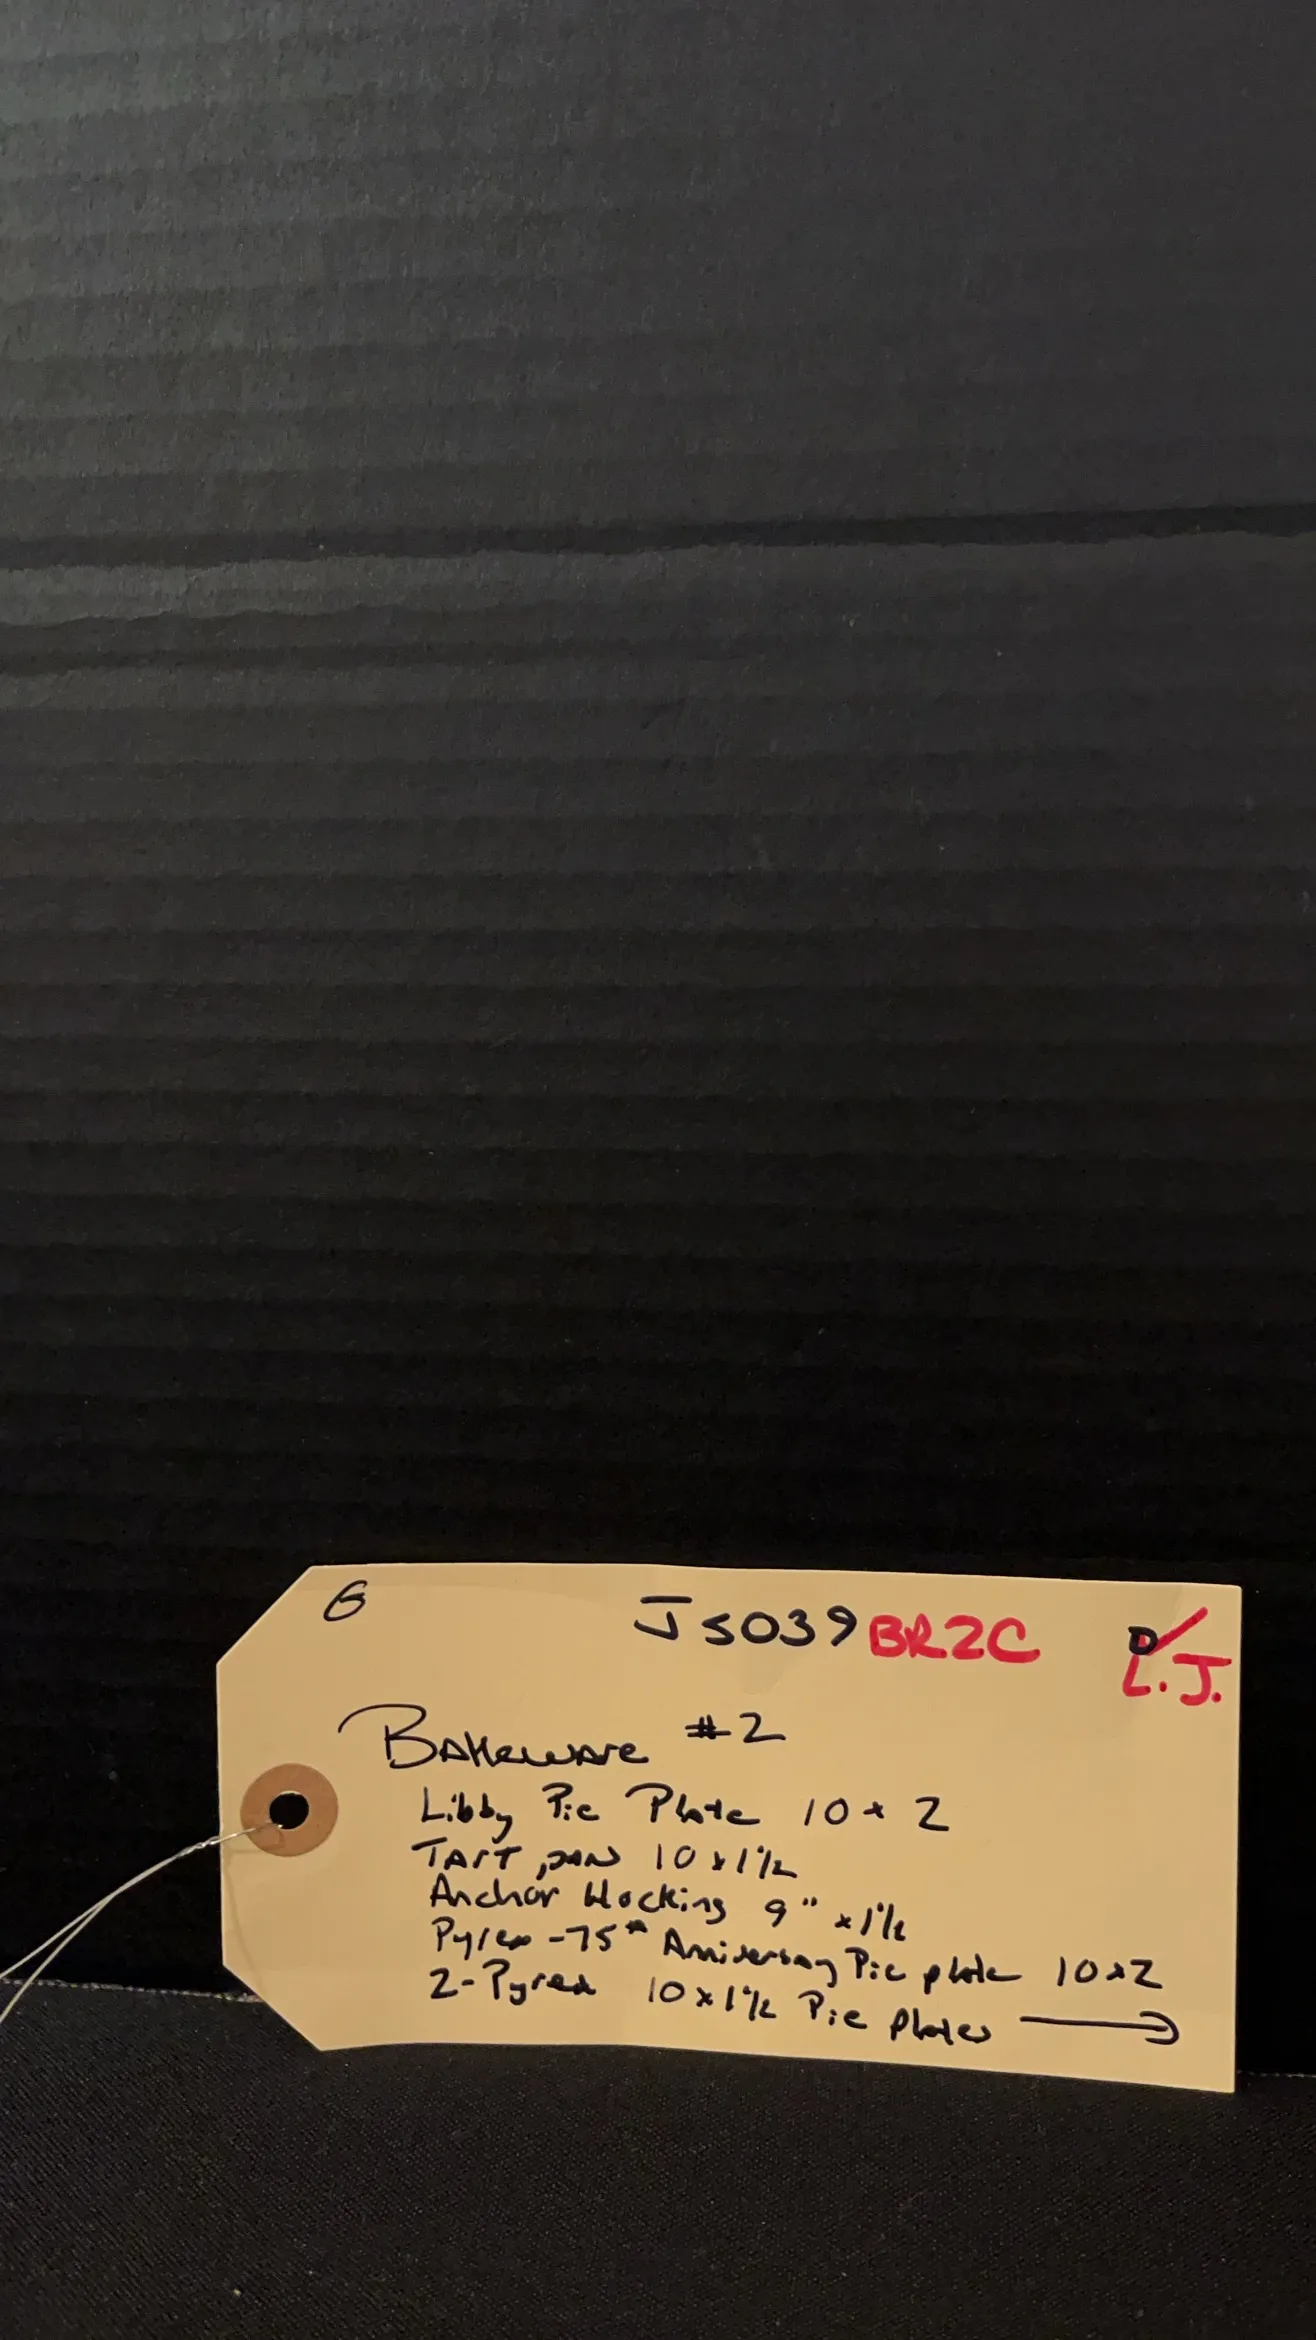 G J5039 BR2C D/
L.J.
Bakeware #2
Libby Pie Plate 10 x 2
TArT pan 10 x 1½
Anchor Hocking 9" x 1½
Pyrex - 75th Anniversary Pie plate 10 x 2
2 - Pyrex 10 x 1½ Pie Plates →